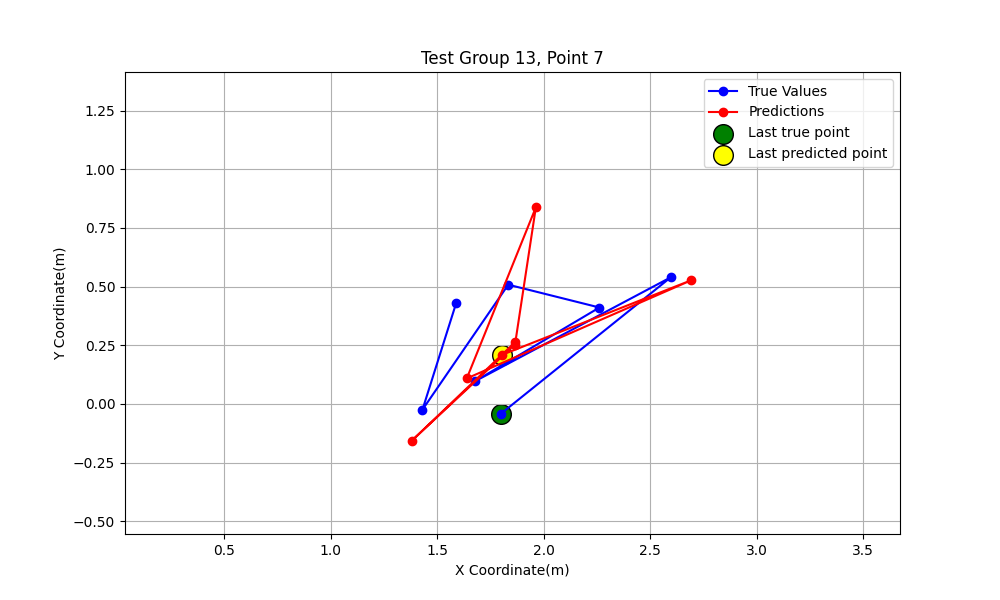 Test Group 13, Point 7
True Values
Predictions
Last true point
Last predicted point
1.25
1.00
0.75
0.50
0.25
0.00
−0.25
−0.50
Y Coordinate(m)
0.5 1.0 1.5 2.0 2.5 3.0 3.5
X Coordinate(m)